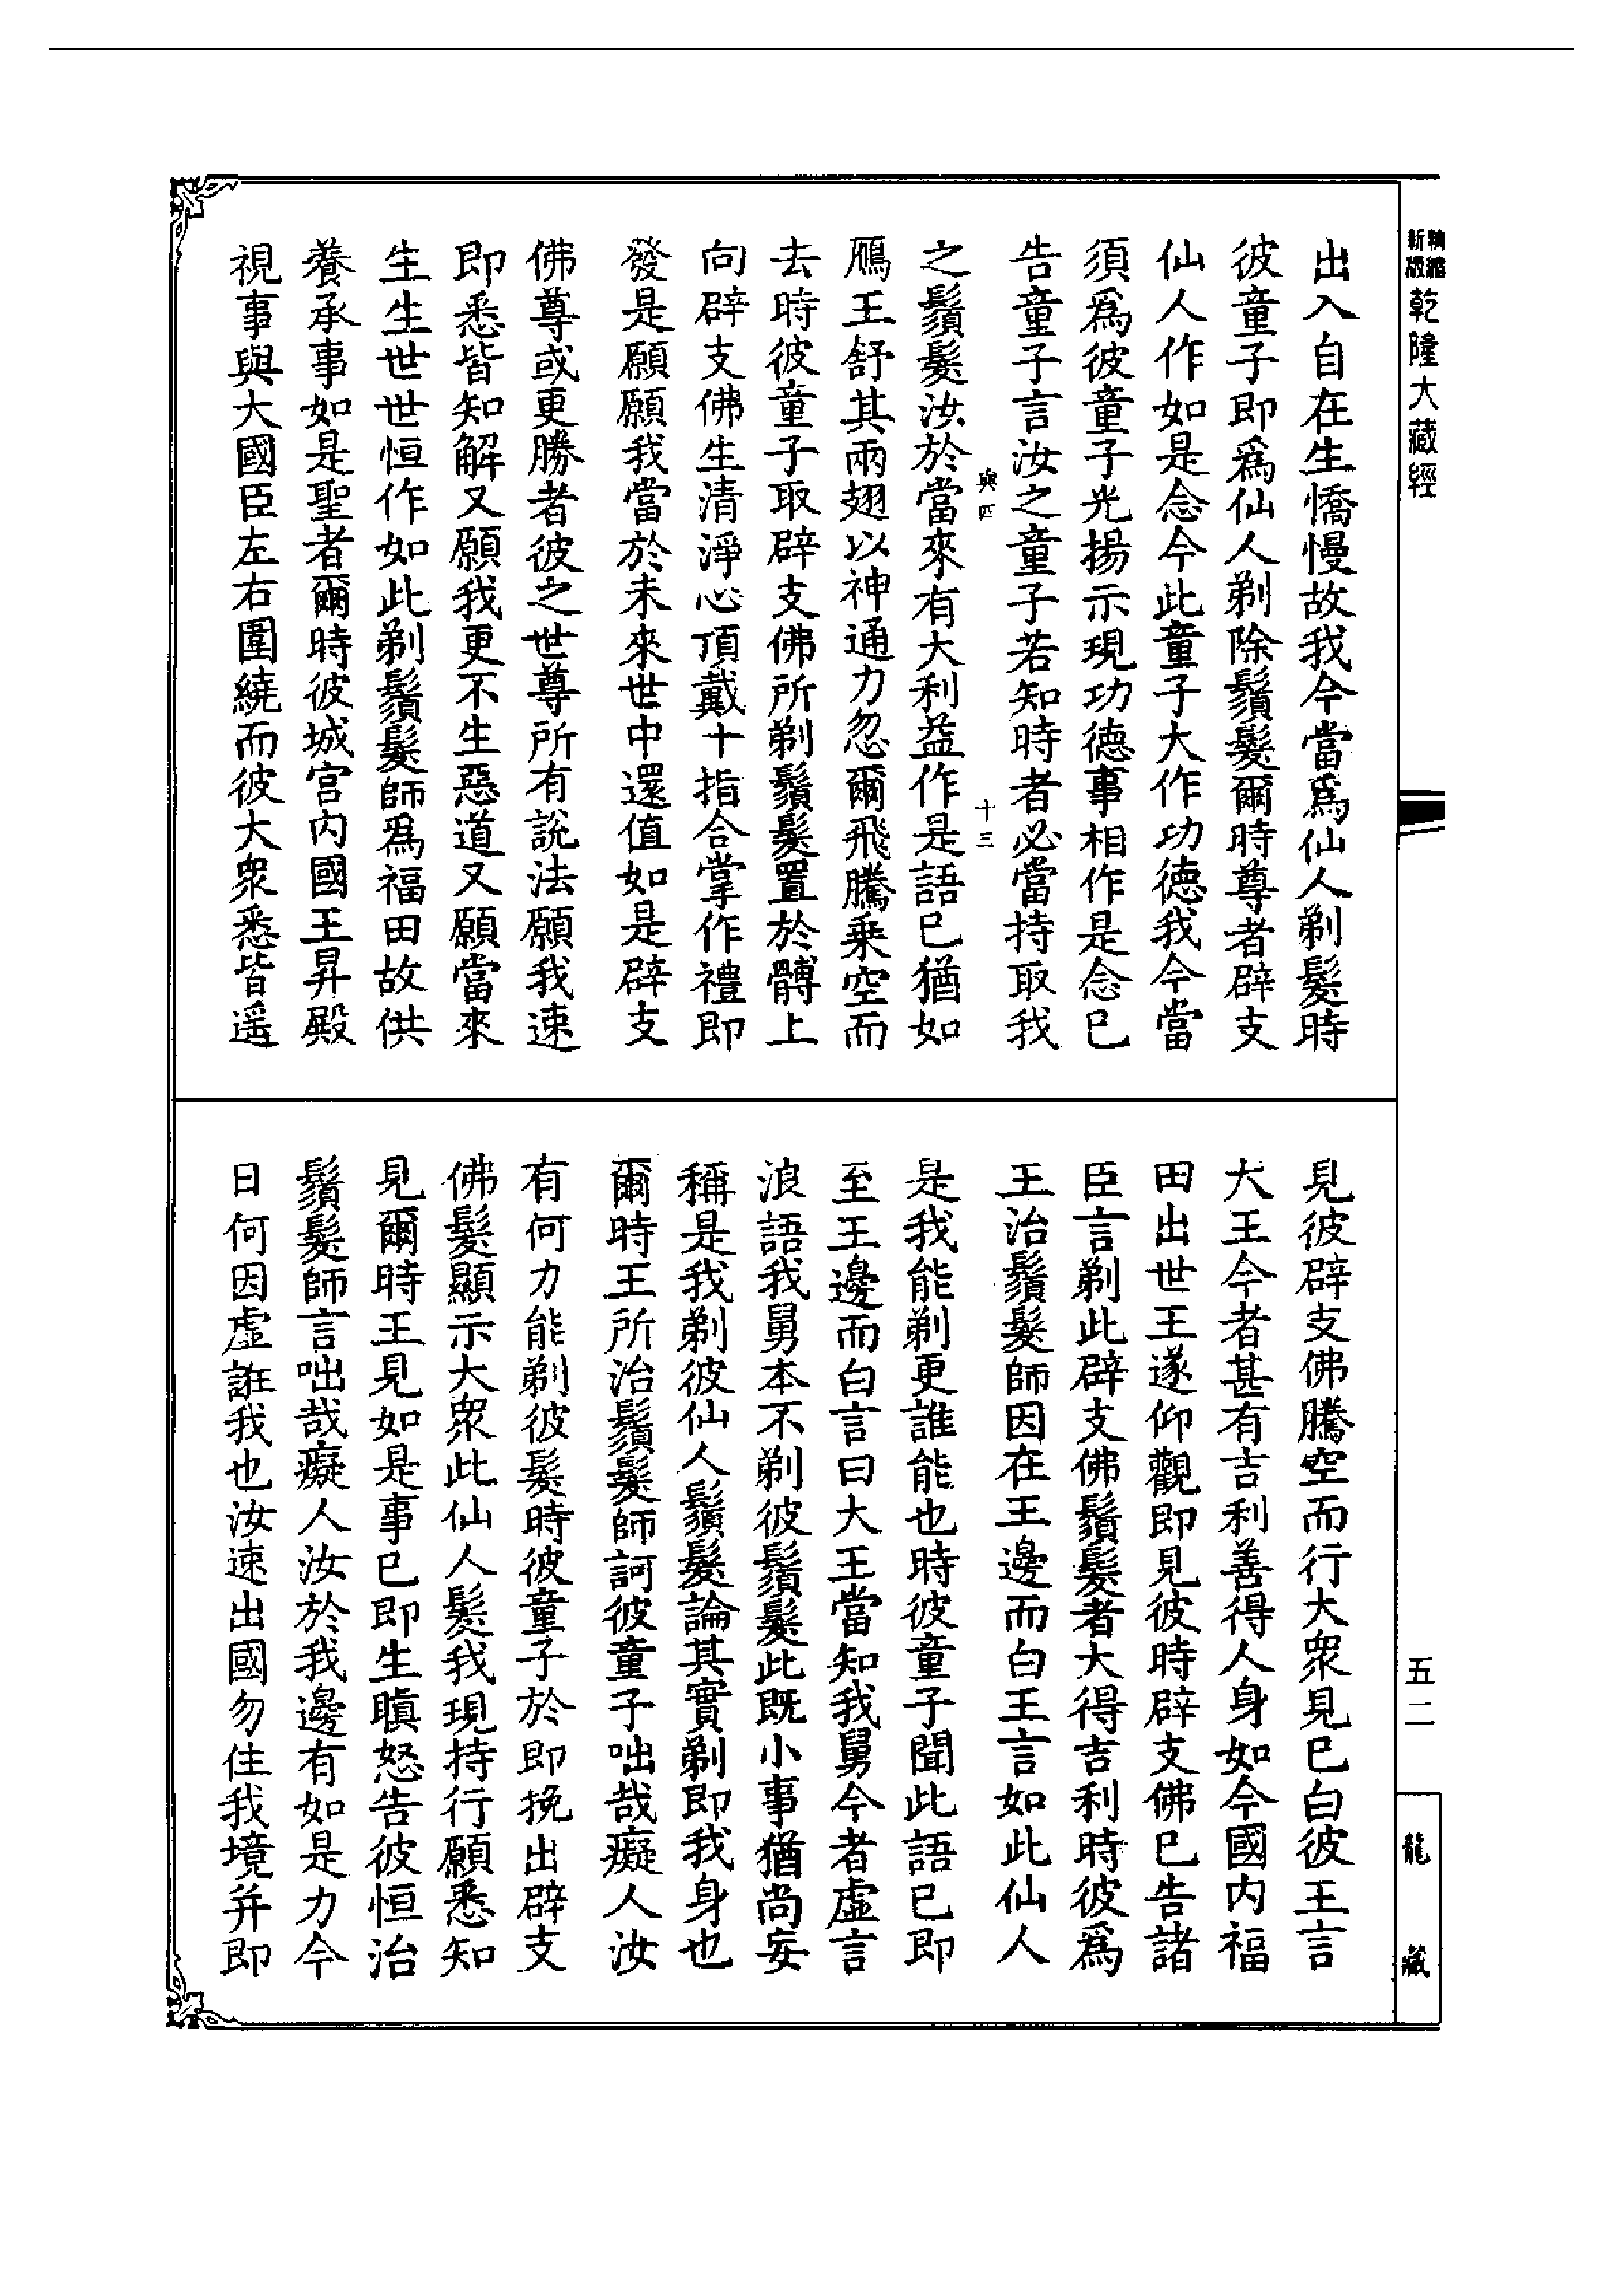 精縮新版乾隆大藏經
出入自在生憍慢故我今當爲仙人剃髮時
彼童子即爲仙人剃除鬚髮爾時尊者辟支
仙人作如是念今此童子大作功德我今當
須爲彼童子光揚示現功德事相作是念已
告童子言汝之童子若知時者必當持取我
與四 十三
之鬚髮汝於當來有大利益作是語已猶如
鴈王舒其兩翅以神通力忽爾飛騰乗空而
去時彼童子取辟支佛所剃鬚髮置於髆上
向辟支佛生清淨心頂戴十指合掌作禮即
發是願願我當於未來世中還值如是辟支
佛尊或更勝者彼之世尊所有説法願我速
即悉皆知解又願我更不生惡道又願當來
生生世世恒作如此剃鬚髮師爲福田故供
養承事如是聖者爾時彼城宮内國王昇殿
視事與大國臣左右圍繞而彼大衆悉皆遥
見彼辟支佛騰空而行大衆見已白彼王言
大王今者甚有吉利善得人身如今國内福
田出世王遂仰觀即見彼時辟支佛已告諸
臣言剃此辟支佛鬚髮者大得吉利時彼爲
王治鬚髮師因在王邊而白王言如此仙人
是我能剃更誰能也時彼童子聞此語已即
至王邊而白言曰大王當知我舅今者虚言
浪語我舅本不剃彼鬚髮此既小事猶尚妄
稱是我剃彼仙人鬚髮論其實剃即我身也
爾時王所治鬚髮師訶彼童子咄哉癡人汝
有何力能剃彼髮時彼童子於即挽出辟支
佛髮顯示大衆此仙人髮我現持行願悉知
見爾時王見如是事已即生瞋怒告彼恒治
鬚髮師言咄哉癡人汝於我邊有如是力今
日何因虚誑我也汝速出國勿住我境并即
五二
龍藏